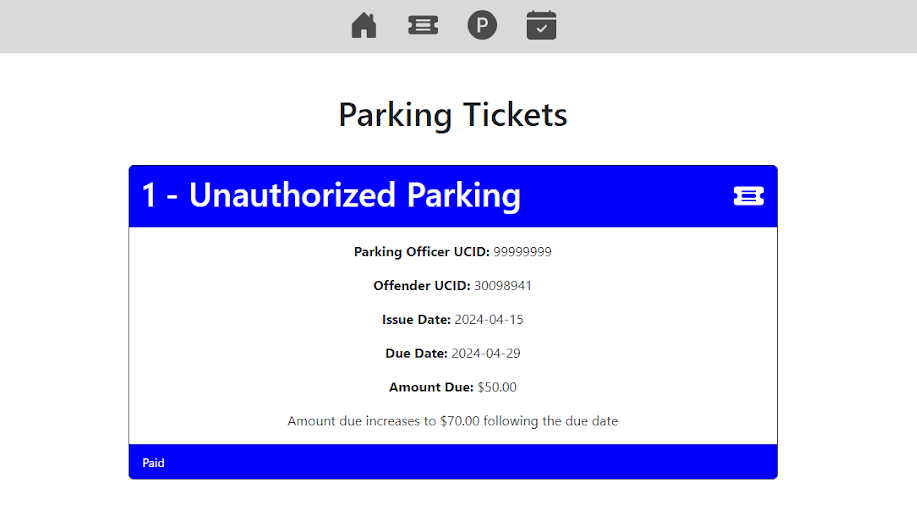 P
Parking Tickets
1 - Unauthorized Parking
Parking Officer UCID: 99999999
Offender UCID: 30098941
Issue Date: 2024-04-15
Due Date: 2024-04-29
Amount Due: $50.00
Amount due increases to $70.00 following the due date
Paid